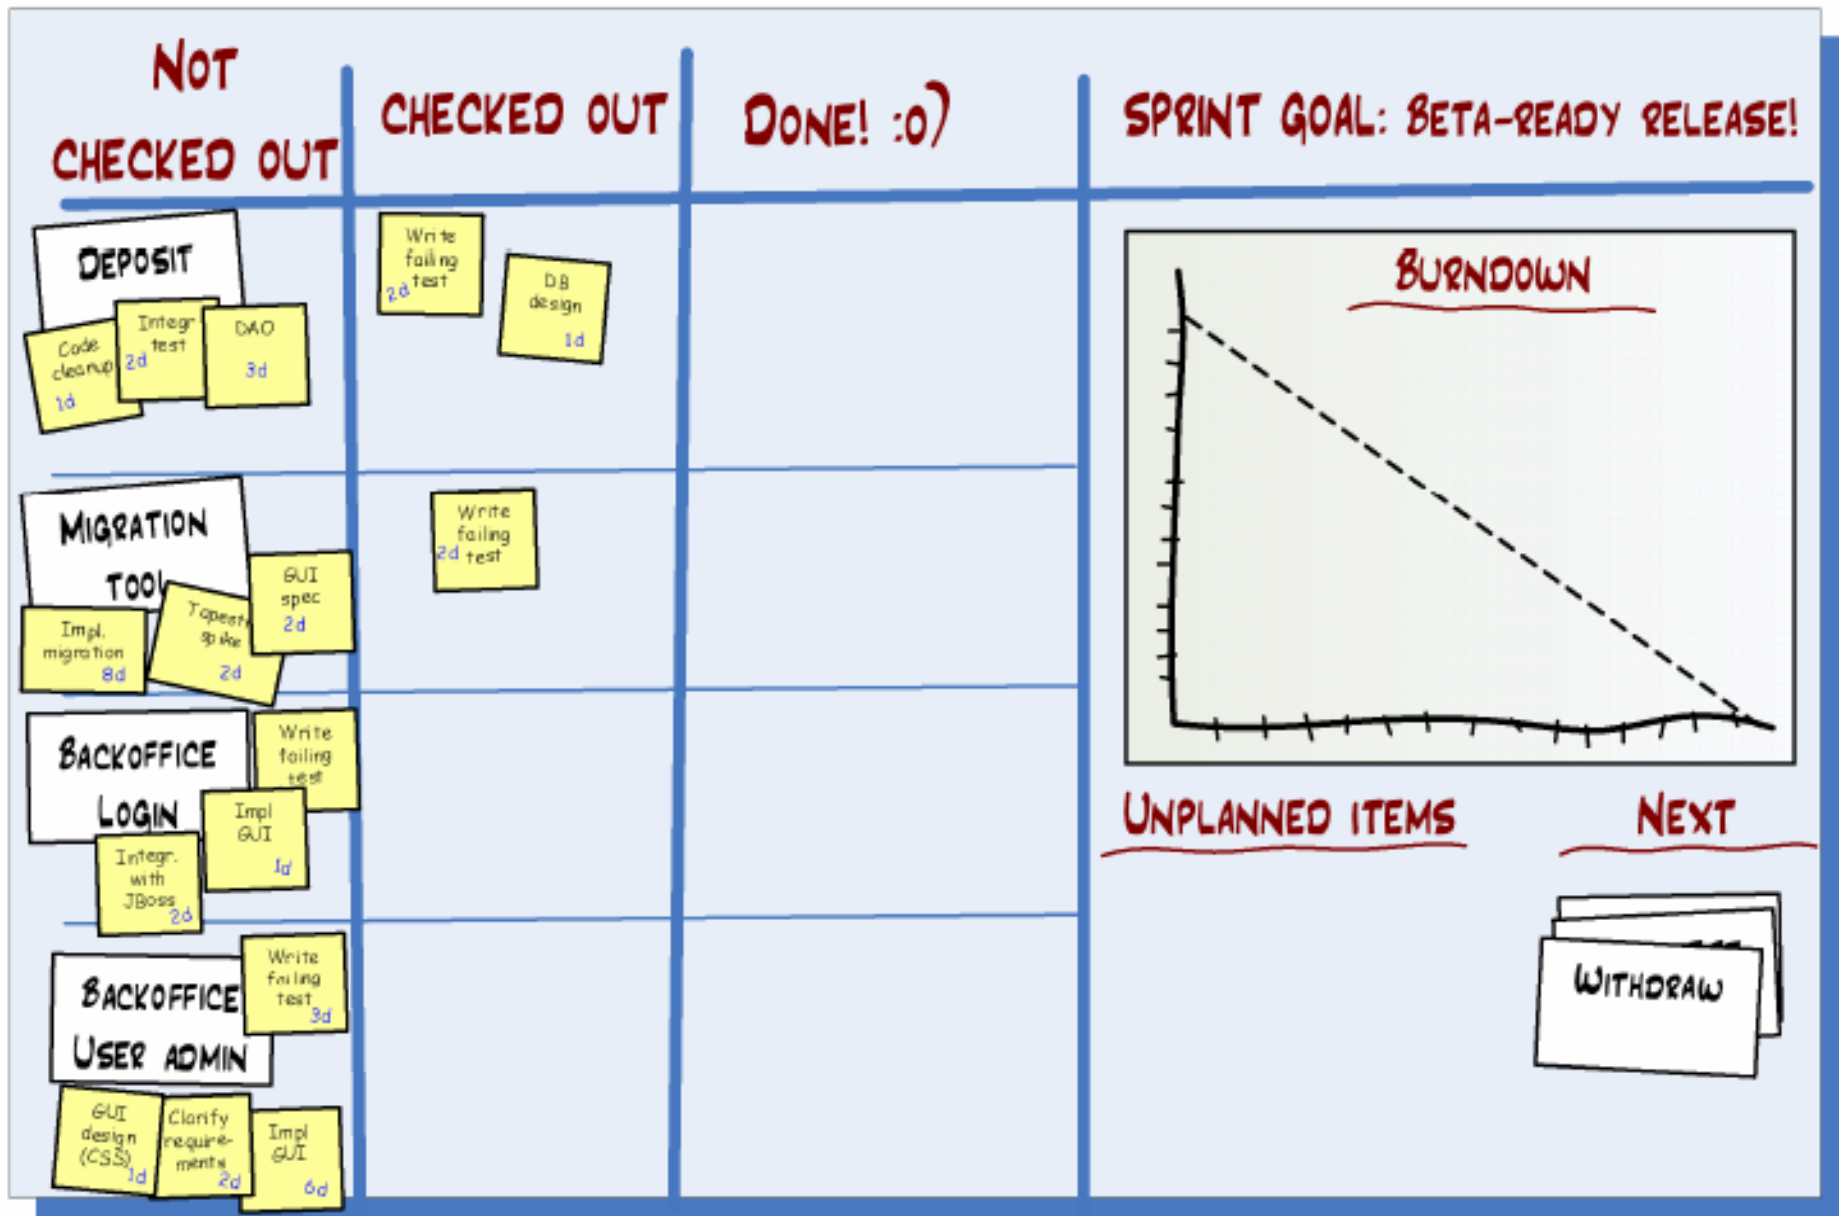 NOT
CHECKED OUT
CHECKED OUT
DONE! :o)
SPRINT GOAL: BETA-READY RELEASE!
DEPOSIT
Code
cleanup
1d
Integr
test
2d
DAO
3d
Write
failing
test
2d
DB
design
1d
BURNDOWN
MIGRATION
TOOL
Impl.
migration
8d
spike
2d
GUI
spec
2d
Write
failing
test
2d
BACKOFFICE
LOGIN
Write
failing
test
Impl
GUI
1d
Integr.
with
JBoss
2d
UNPLANNED ITEMS
NEXT
WITHDRAW
BACKOFFICE
USER ADMIN
Write
failing
test
3d
GUI
design
(CSS)
1d
Clarify
require-
ments
2d
Impl
GUI
6d